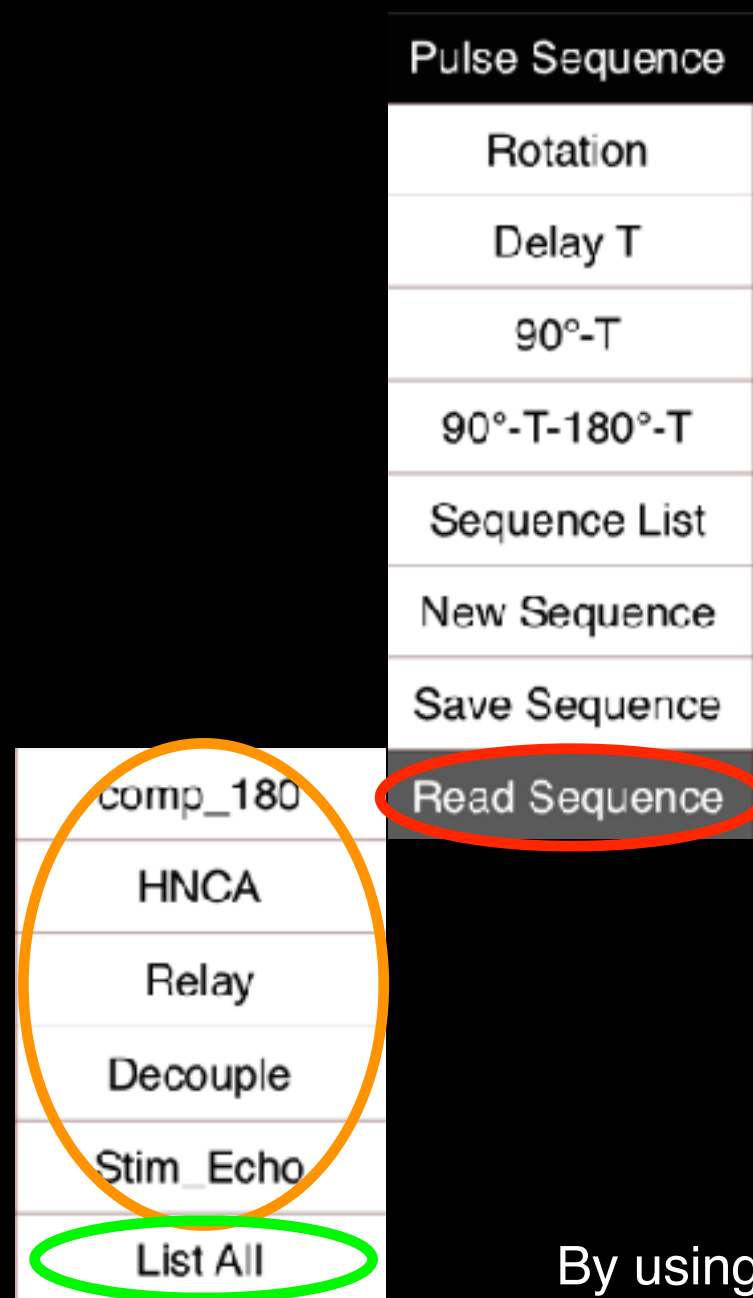 Pulse Sequence
Rotation
Delay T
90°-T
90°-T-180°-T
Sequence List
New Sequence
Save Sequence
Read Sequence
comp_180
HNCA
Relay
Decouple
Stim_Echo
List All
By using